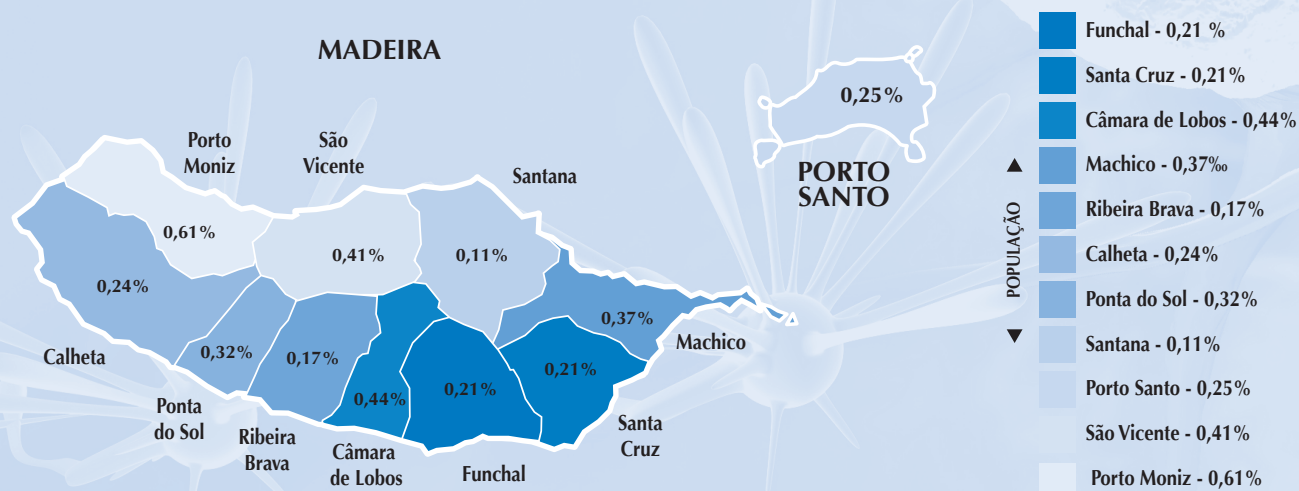 MADEIRA
Porto
Moniz
São
Vicente
Santana
0,61%
0,41%
0,11%
0,24%
0,37%
0,32%
0,17%
0,21%
0,44%
0,21%
Calheta
Machico
Ponta
do Sol
Ribeira
Brava
Câmara
de Lobos
Funchal
Santa
Cruz
0,25%
PORTO
SANTO
▲
POPULAÇÃO
▼
Funchal - 0,21 %
Santa Cruz - 0,21%
Câmara de Lobos - 0,44%
Machico - 0,37‰
Ribeira Brava - 0,17%
Calheta - 0,24%
Ponta do Sol - 0,32%
Santana - 0,11%
Porto Santo - 0,25%
São Vicente - 0,41%
Porto Moniz - 0,61%